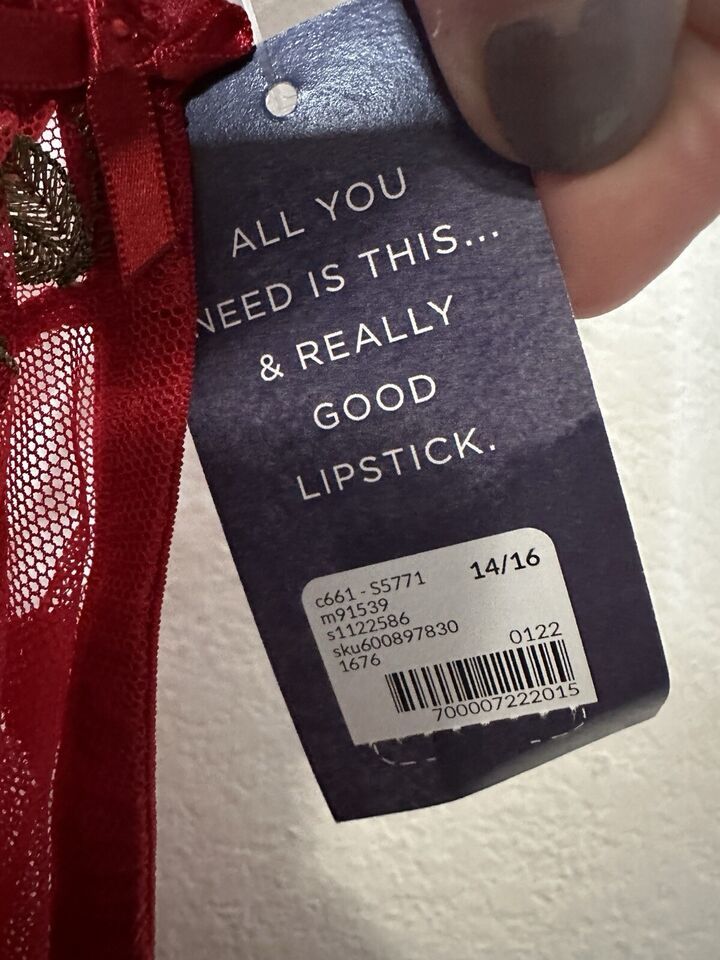 ALL YOU
NEED IS THIS...
& REALLY
GOOD
LIPSTICK.
c661 - S5771 14/16
m91539
s1122586
sku600897830
1676 0122
700007222015